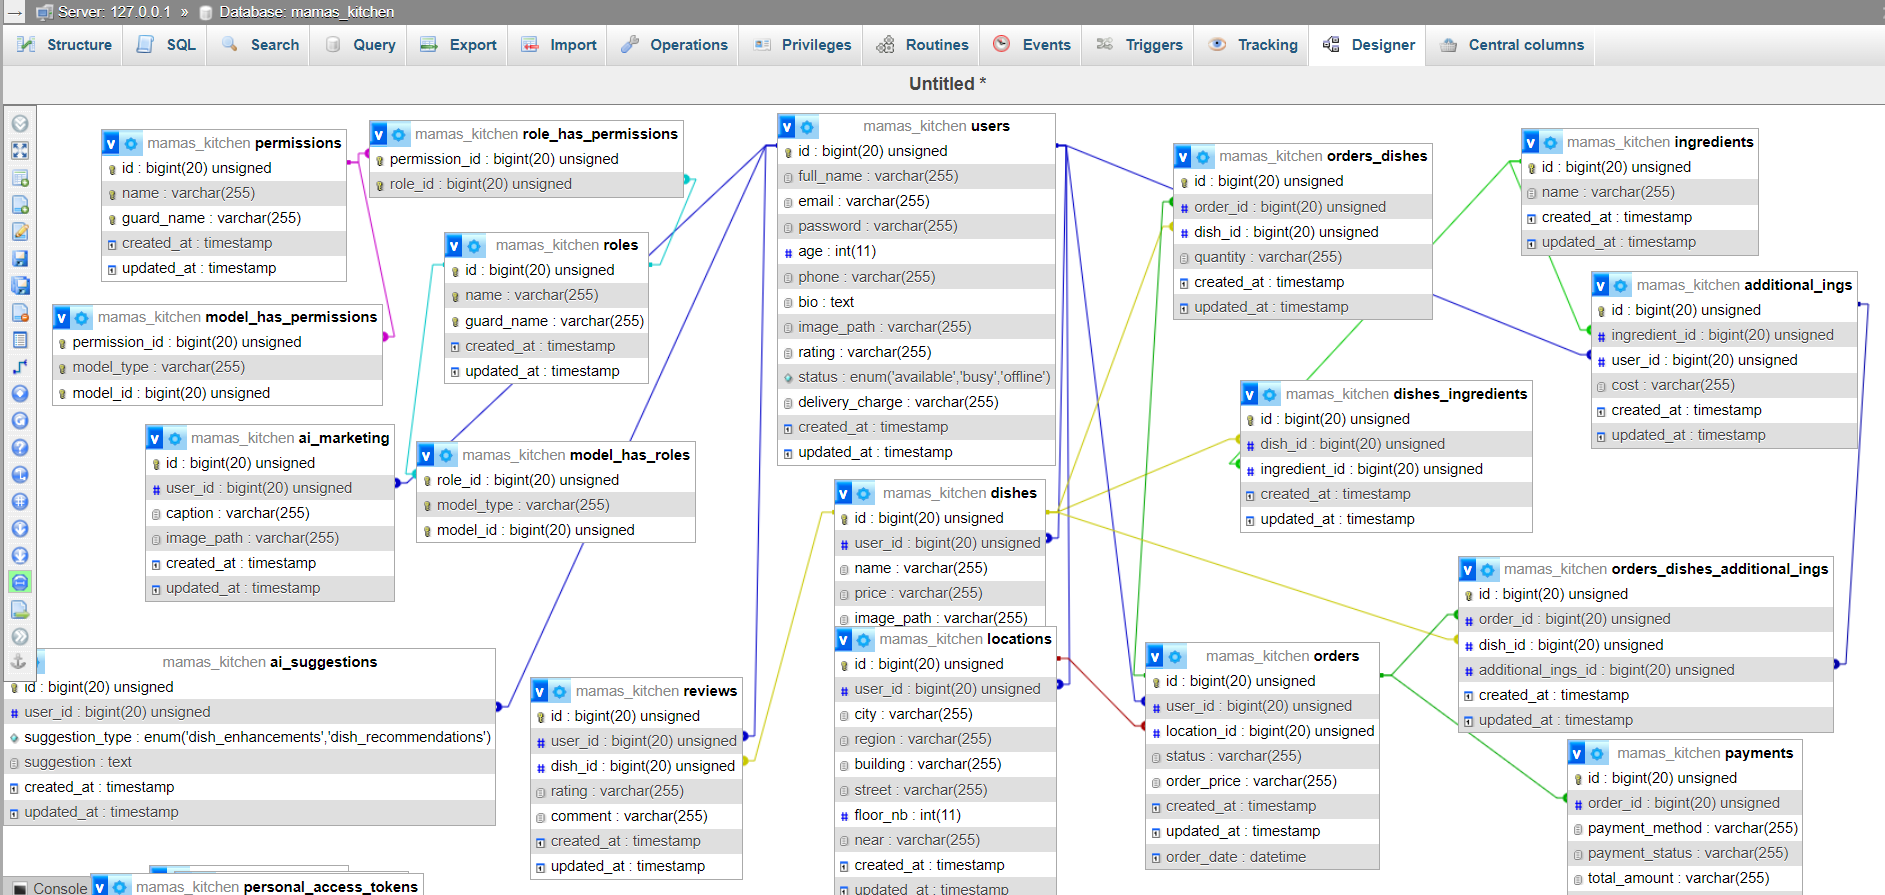 Server: 127.0.0.1 » Database: mamas_kitchen
Structure SQL Search Query Export Import Operations Privileges Routines Events Triggers Tracking Designer Central columns
Untitled *
v mamas_kitchen permissions
id : bigint(20) unsigned
name : varchar(255)
guard_name : varchar(255)
created_at : timestamp
updated_at : timestamp
v mamas_kitchen role_has_permissions
permission_id : bigint(20) unsigned
role_id : bigint(20) unsigned
v mamas_kitchen roles
id : bigint(20) unsigned
name : varchar(255)
guard_name : varchar(255)
created_at : timestamp
updated_at : timestamp
v mamas_kitchen model_has_permissions
permission_id : bigint(20) unsigned
model_type : varchar(255)
model_id : bigint(20) unsigned
v mamas_kitchen ai_marketing
id : bigint(20) unsigned
# user_id : bigint(20) unsigned
caption : varchar(255)
image_path : varchar(255)
created_at : timestamp
updated_at : timestamp
v mamas_kitchen model_has_roles
role_id : bigint(20) unsigned
model_type : varchar(255)
model_id : bigint(20) unsigned
mamas_kitchen ai_suggestions
id : bigint(20) unsigned
# user_id : bigint(20) unsigned
suggestion_type : enum('dish_enhancements','dish_recommendations')
suggestion : text
created_at : timestamp
updated_at : timestamp
v mamas_kitchen reviews
id : bigint(20) unsigned
# user_id : bigint(20) unsigned
# dish_id : bigint(20) unsigned
rating : varchar(255)
comment : varchar(255)
created_at : timestamp
updated_at : timestamp
v mamas_kitchen users
id : bigint(20) unsigned
full_name : varchar(255)
email : varchar(255)
password : varchar(255)
# age : int(11)
phone : varchar(255)
bio : text
image_path : varchar(255)
rating : varchar(255)
status : enum('available','busy','offline')
delivery_charge : varchar(255)
created_at : timestamp
updated_at : timestamp
v mamas_kitchen dishes
id : bigint(20) unsigned
# user_id : bigint(20) unsigned
name : varchar(255)
price : varchar(255)
image_path : varchar(255)
v mamas_kitchen locations
id : bigint(20) unsigned
# user_id : bigint(20) unsigned
city : varchar(255)
region : varchar(255)
building : varchar(255)
street : varchar(255)
# floor_nb : int(11)
near : varchar(255)
created_at : timestamp
updated_at : timestamp
v mamas_kitchen orders_dishes
id : bigint(20) unsigned
# order_id : bigint(20) unsigned
# dish_id : bigint(20) unsigned
quantity : varchar(255)
created_at : timestamp
updated_at : timestamp
v mamas_kitchen ingredients
id : bigint(20) unsigned
name : varchar(255)
created_at : timestamp
updated_at : timestamp
v mamas_kitchen additional_ings
id : bigint(20) unsigned
# ingredient_id : bigint(20) unsigned
# user_id : bigint(20) unsigned
cost : varchar(255)
created_at : timestamp
updated_at : timestamp
v mamas_kitchen dishes_ingredients
id : bigint(20) unsigned
# dish_id : bigint(20) unsigned
# ingredient_id : bigint(20) unsigned
created_at : timestamp
updated_at : timestamp
v mamas_kitchen orders_dishes_additional_ings
id : bigint(20) unsigned
# order_id : bigint(20) unsigned
# dish_id : bigint(20) unsigned
# additional_ings_id : bigint(20) unsigned
created_at : timestamp
updated_at : timestamp
v mamas_kitchen orders
id : bigint(20) unsigned
# user_id : bigint(20) unsigned
# location_id : bigint(20) unsigned
status : varchar(255)
order_price : varchar(255)
created_at : timestamp
updated_at : timestamp
order_date : datetime
v mamas_kitchen payments
id : bigint(20) unsigned
# order_id : bigint(20) unsigned
payment_method : varchar(255)
payment_status : varchar(255)
total_amount : varchar(255)
Console
v mamas_kitchen personal_access_tokens